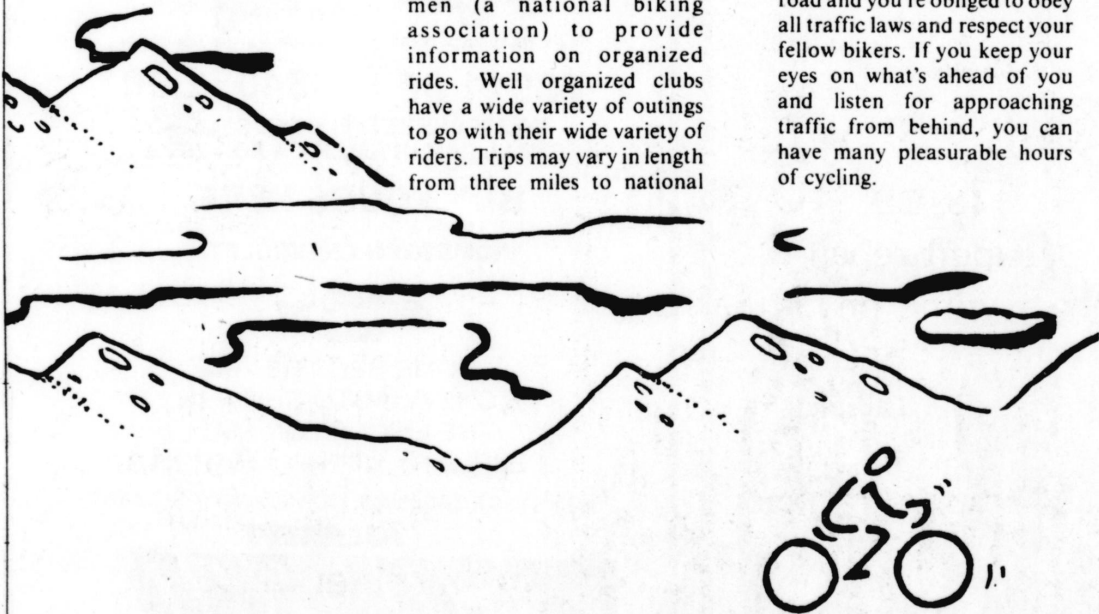 men (a national biking
association) to provide
information on organized
rides. Well organized clubs
have a wide variety of outings
to go with their wide variety of
riders. Trips may vary in length
from three miles to national
road and you're obliged to obey
all traffic laws and respect your
fellow bikers. If you keep your
eyes on what's ahead of you
and listen for approaching
traffic from behind, you can
have many pleasurable hours
of cycling.